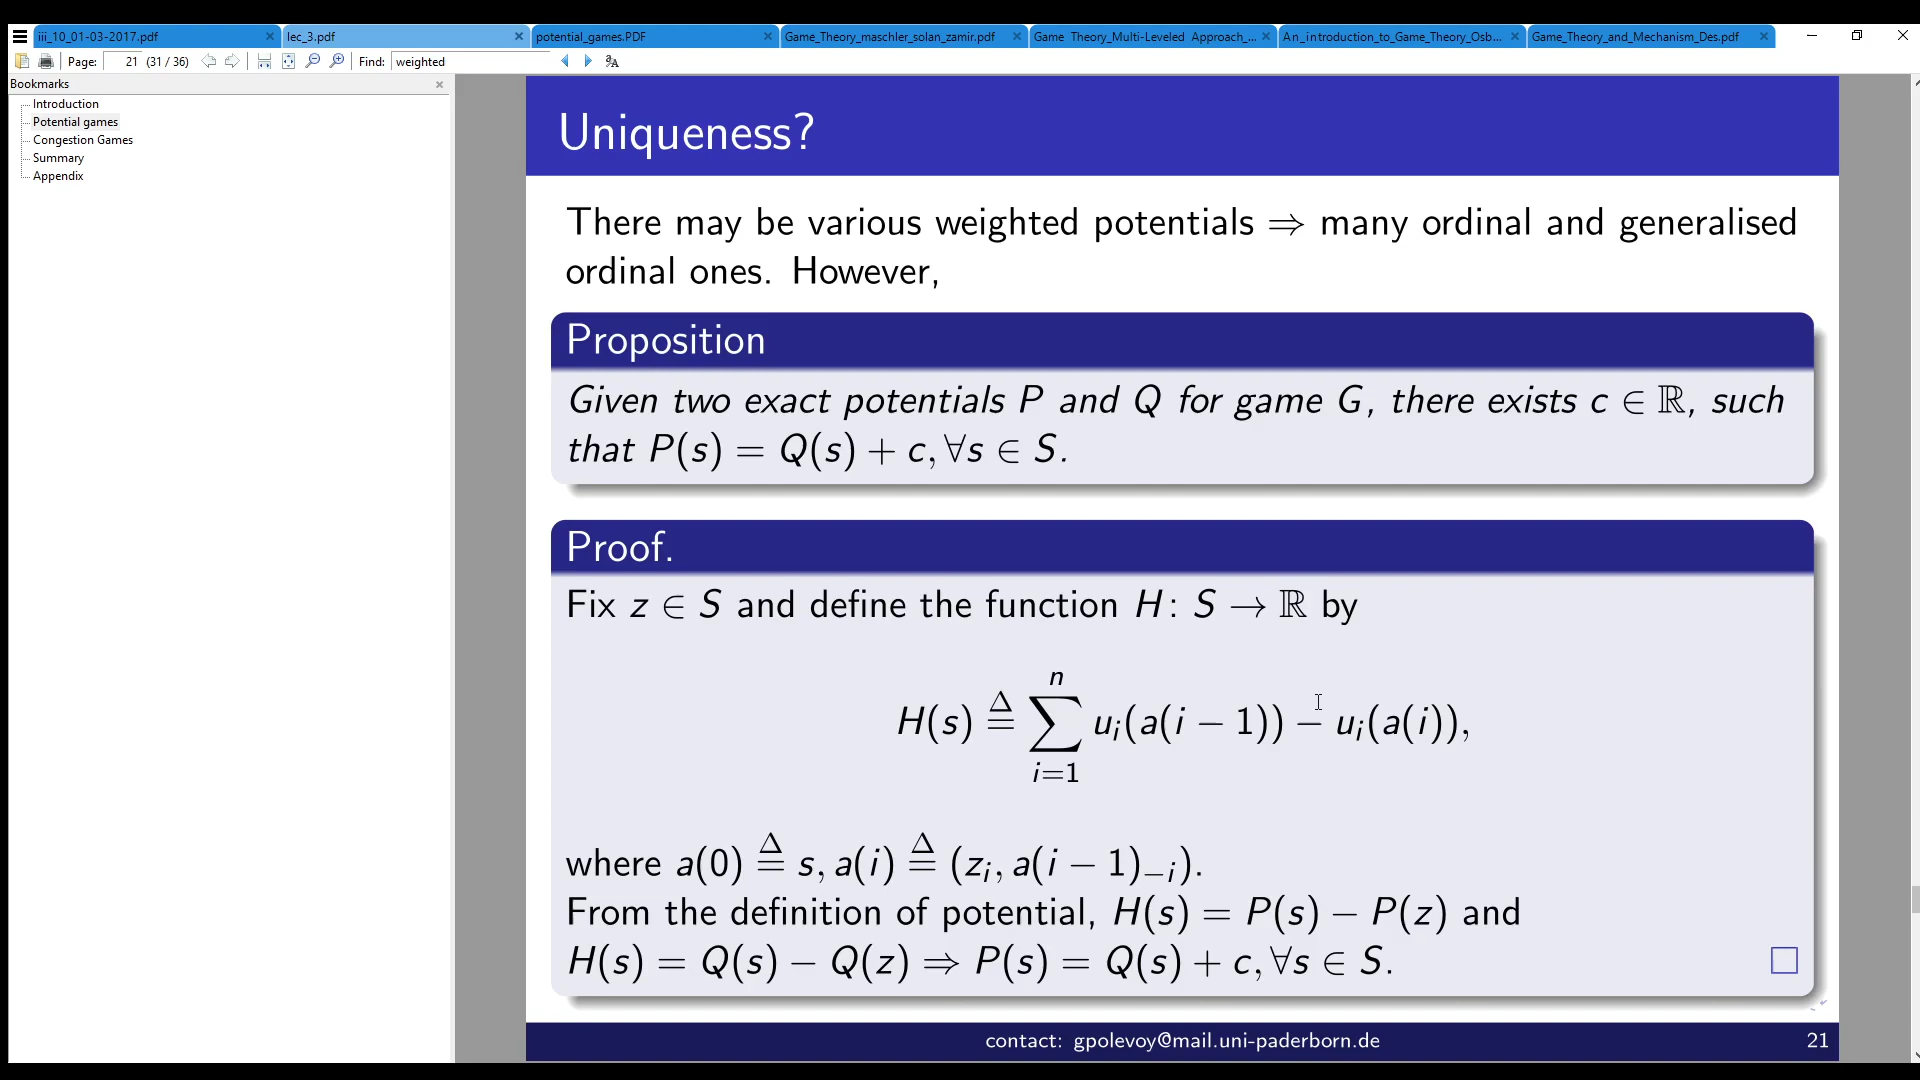 iii_10_01-03-2017.pdf × lec_3.pdf × potential_games.PDF × Game_Theory_maschler_solan_zamir.pdf × Game Theory_Multi-Leveled Approach_... × An_introduction_to_Game_Theory_Osb... × Game_Theory_and_Mechanism_Des.pdf ×
Page: 21 (31 / 36) Find: weighted
Bookmarks ×
Introduction
Potential games
Congestion Games
Summary
Appendix
Uniqueness?
There may be various weighted potentials ⇒ many ordinal and generalised
ordinal ones. However,
Proposition
Given two exact potentials P and Q for game G, there exists c ∈ ℝ, such
that P(s) = Q(s) + c, ∀s ∈ S.
Proof.
Fix z ∈ S and define the function H: S → ℝ by
H(s) ≜ ∑_{i=1}^{n} u_i(a(i − 1)) − u_i(a(i)),
where a(0) ≜ s, a(i) ≜ (z_i, a(i − 1)_{−i}).
From the definition of potential, H(s) = P(s) − P(z) and
H(s) = Q(s) − Q(z) ⇒ P(s) = Q(s) + c, ∀s ∈ S. □
contact: gpolevoy@mail.uni-paderborn.de 21